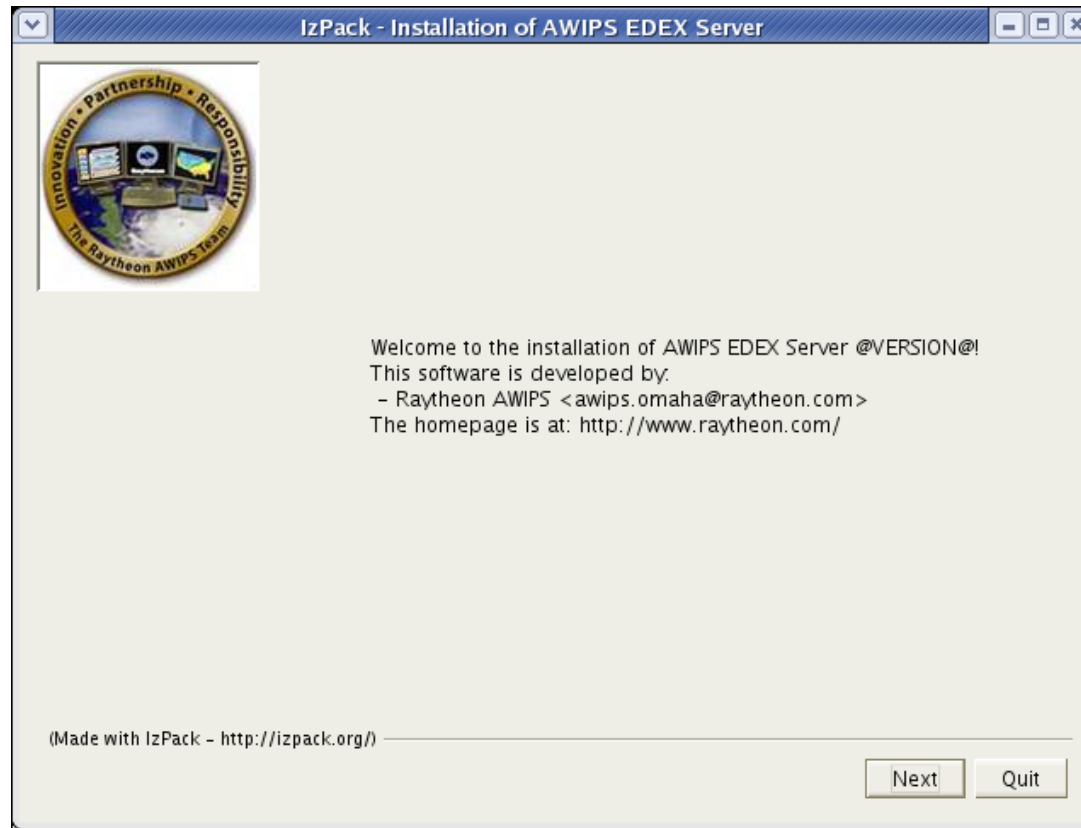 IzPack - Installation of AWIPS EDEX Server
Innovation • Partnership • Responsibility
The Raytheon AWIPS Team
Raytheon
Welcome to the installation of AWIPS EDEX Server @VERSION@!
This software is developed by:
– Raytheon AWIPS <awips.omaha@raytheon.com>
The homepage is at: http://www.raytheon.com/
(Made with IzPack – http://izpack.org/)
Next
Quit